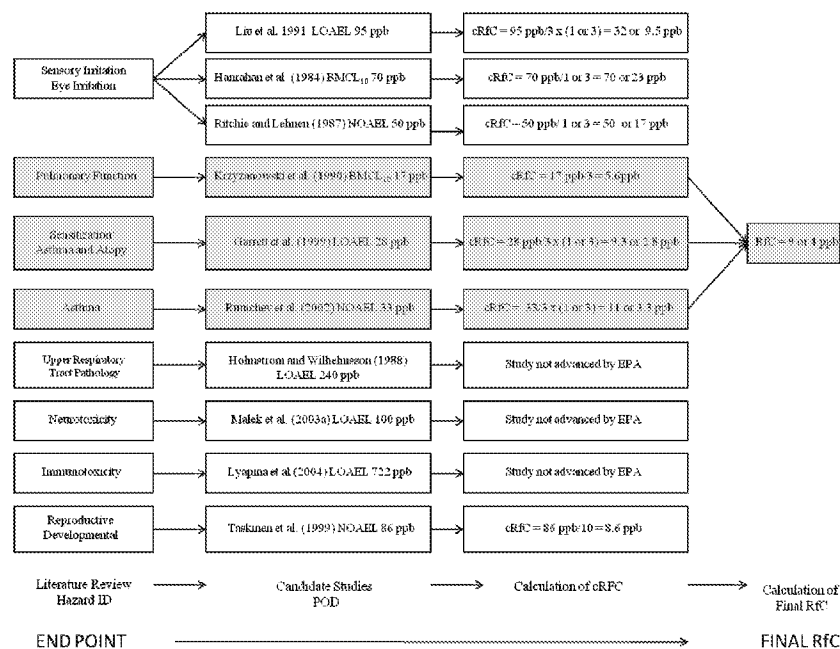 Liu et al. 1991 LOAEL 95 ppb
cRfC = 95 ppb/3 x (1 or 3) = 32 or 9.5 ppb
Sensory Irritation
Eye Irritation
Hanrahan et al. (1984) BMCL10 70 ppb
cRfC = 70 ppb/1 or 3 = 70 or 23 ppb
Ritchie and Lehnen (1987) NOAEL 50 ppb
cRfC = 50 ppb/ 1 or 3 = 50 or 17 ppb
Pulmonary Function
Krzyzanowski et al. (1990) BMCL10 17 ppb
cRfC = 17 ppb/3 = 5.6ppb
Sensitization
Asthma and Atopy
Garrett et al. (1999) LOAEL 28 ppb
cRfC = 28 ppb/3 x (1 or 3) = 9.3 or 2.8 ppb
RfC = 9 or 4 ppb
Asthma
Rumchev et al. (2002) NOAEL 33 ppb
cRfC = 33/3 x (1 or 3) = 11 or 3.3 ppb
Upper Respiratory
Tract Pathology
Holmstrom and Wilhelmsson (1988)
LOAEL 240 ppb
Study not advanced by EPA
Neurotoxicity
Malek et al. (2003a) LOAEL 100 ppb
Study not advanced by EPA
Immunotoxicity
Lyapina et al (2004) LOAEL 722 ppb
Study not advanced by EPA
Reproductive
Developmental
Taskinen et al. (1999) NOAEL 86 ppb
cRfC = 86 ppb/10 = 8.6 ppb
Literature Review
Hazard ID
Candidate Studies
POD
Calculation of cRFC
Calculation of
Final RfC
END POINT
FINAL RfC